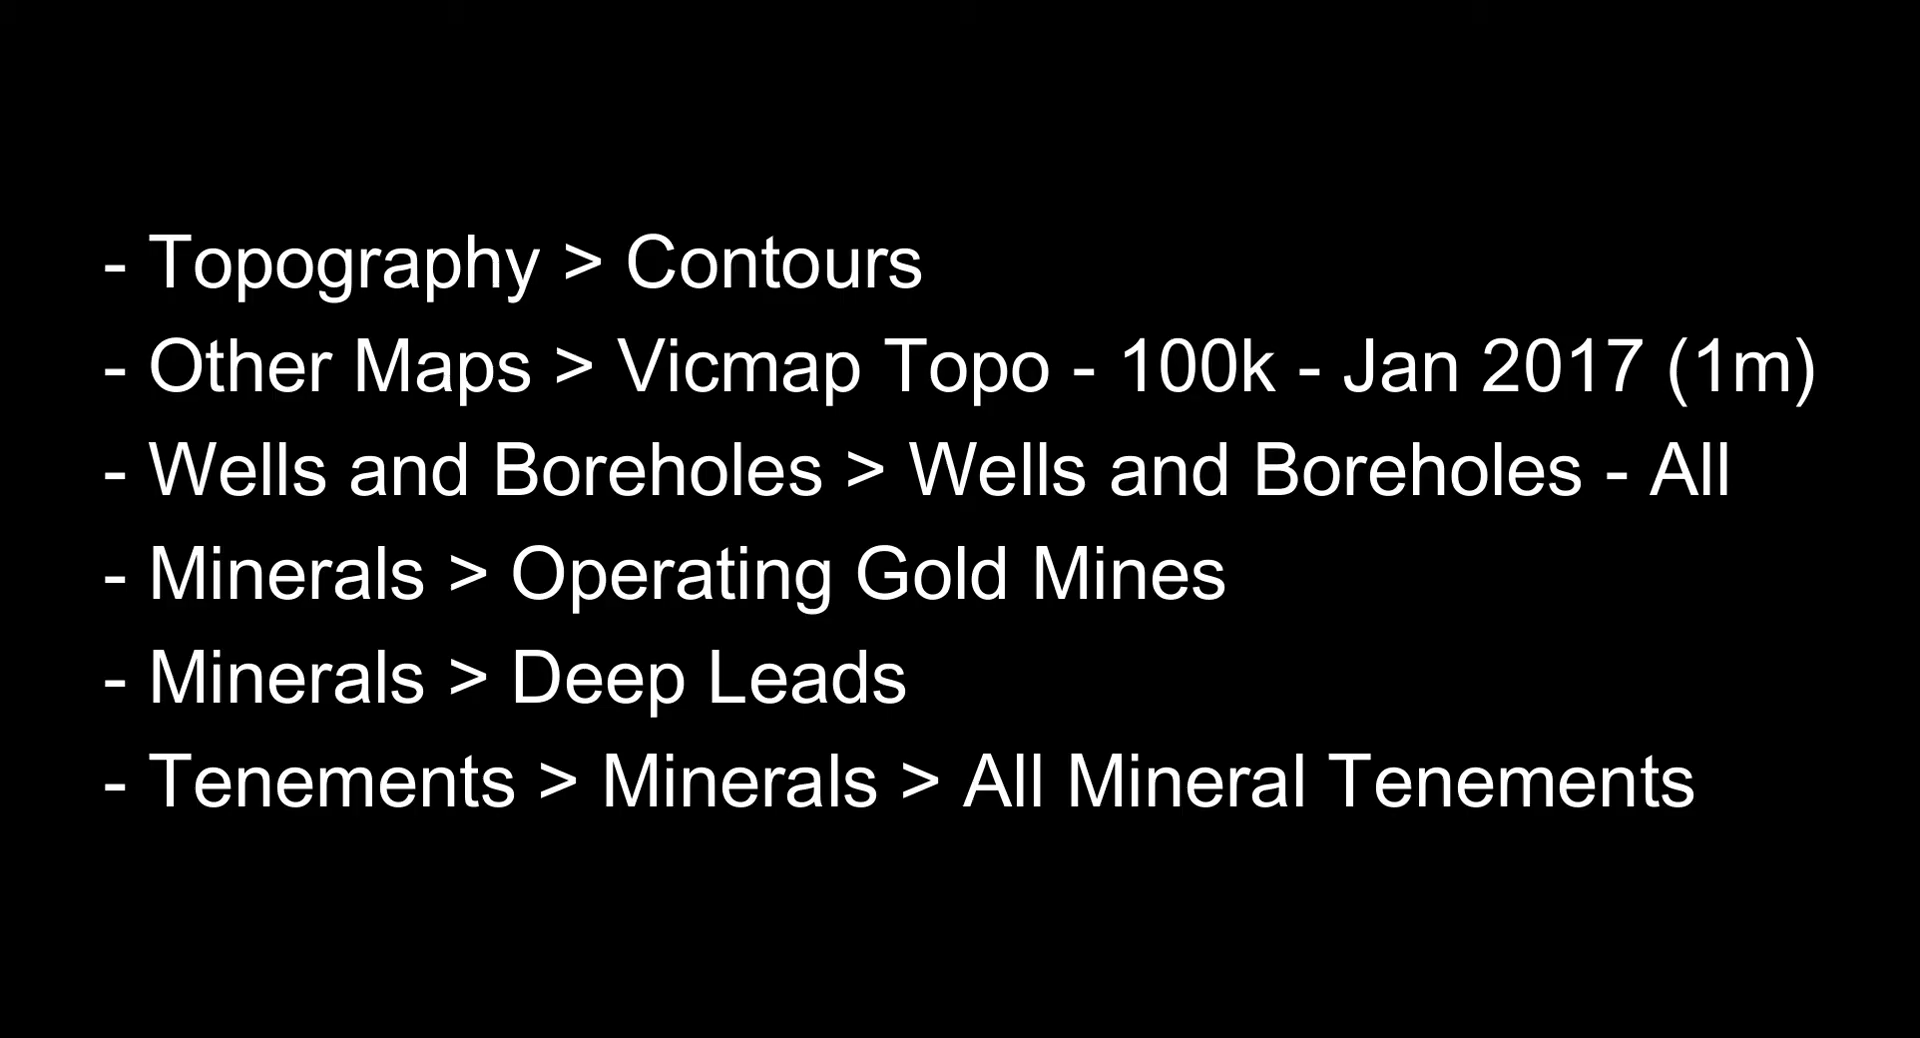 - Topography > Contours
- Other Maps > Vicmap Topo - 100k - Jan 2017 (1m)
- Wells and Boreholes > Wells and Boreholes - All
- Minerals > Operating Gold Mines
- Minerals > Deep Leads
- Tenements > Minerals > All Mineral Tenements